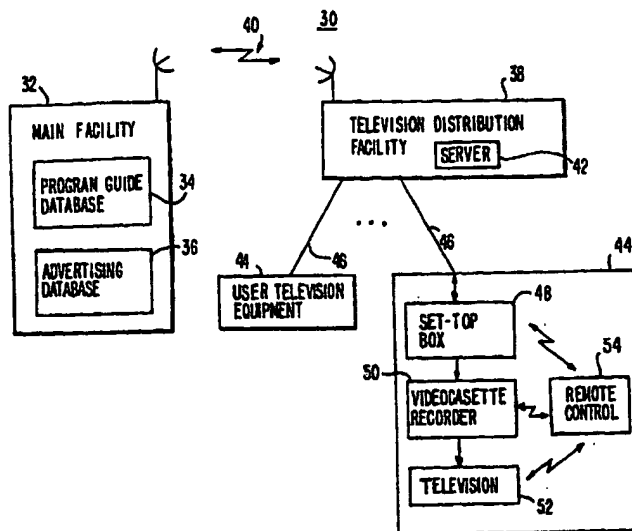 30
40
32
38
MAIN FACILITY
TELEVISION DISTRIBUTION
FACILITY
SERVER
42
PROGRAM GUIDE
DATABASE
34
36
ADVERTISING
DATABASE
...
46
46
44
44
USER TELEVISION
EQUIPMENT
48
SET-TOP
BOX
54
50
VIDEOCASETTE
RECORDER
REMOTE
CONTROL
TELEVISION
52